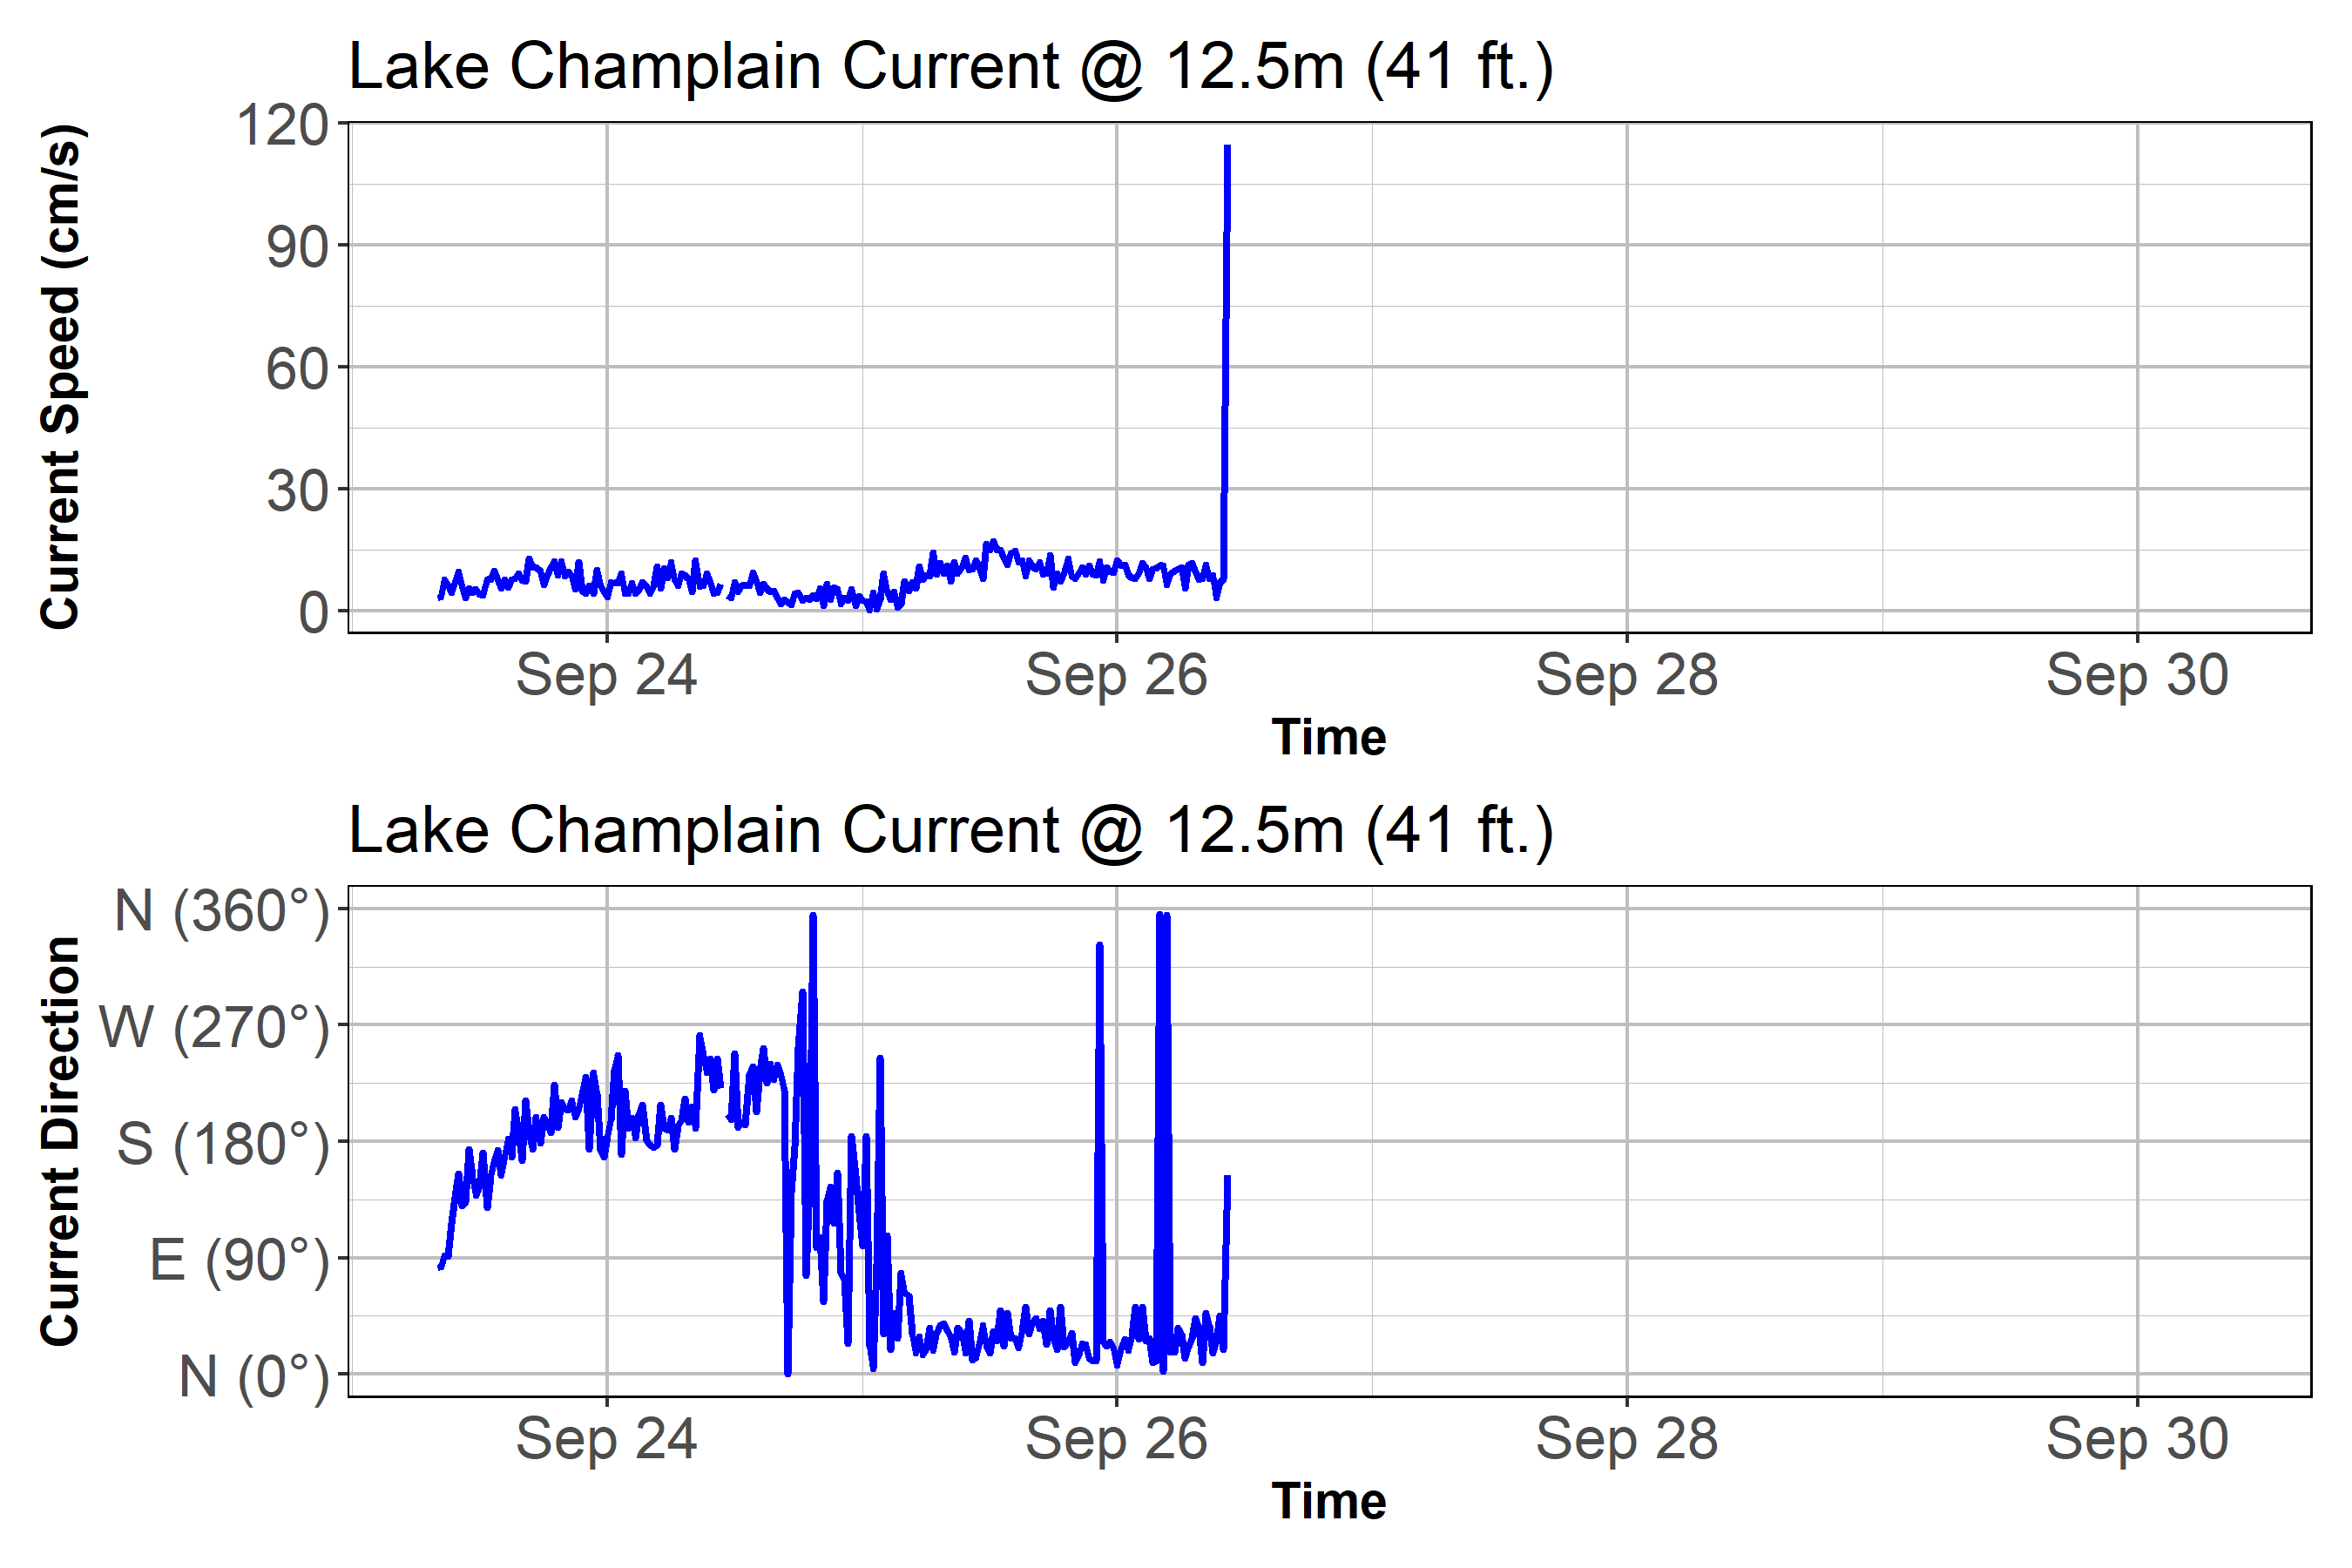 Lake Champlain Current @ 12.5m (41 ft.)
Current Speed (cm/s)
120
90
60
30
0
Sep 24
Sep 26
Sep 28
Sep 30
Time
Lake Champlain Current @ 12.5m (41 ft.)
Current Direction
N (360°)
W (270°)
S (180°)
E (90°)
N (0°)
Sep 24
Sep 26
Sep 28
Sep 30
Time